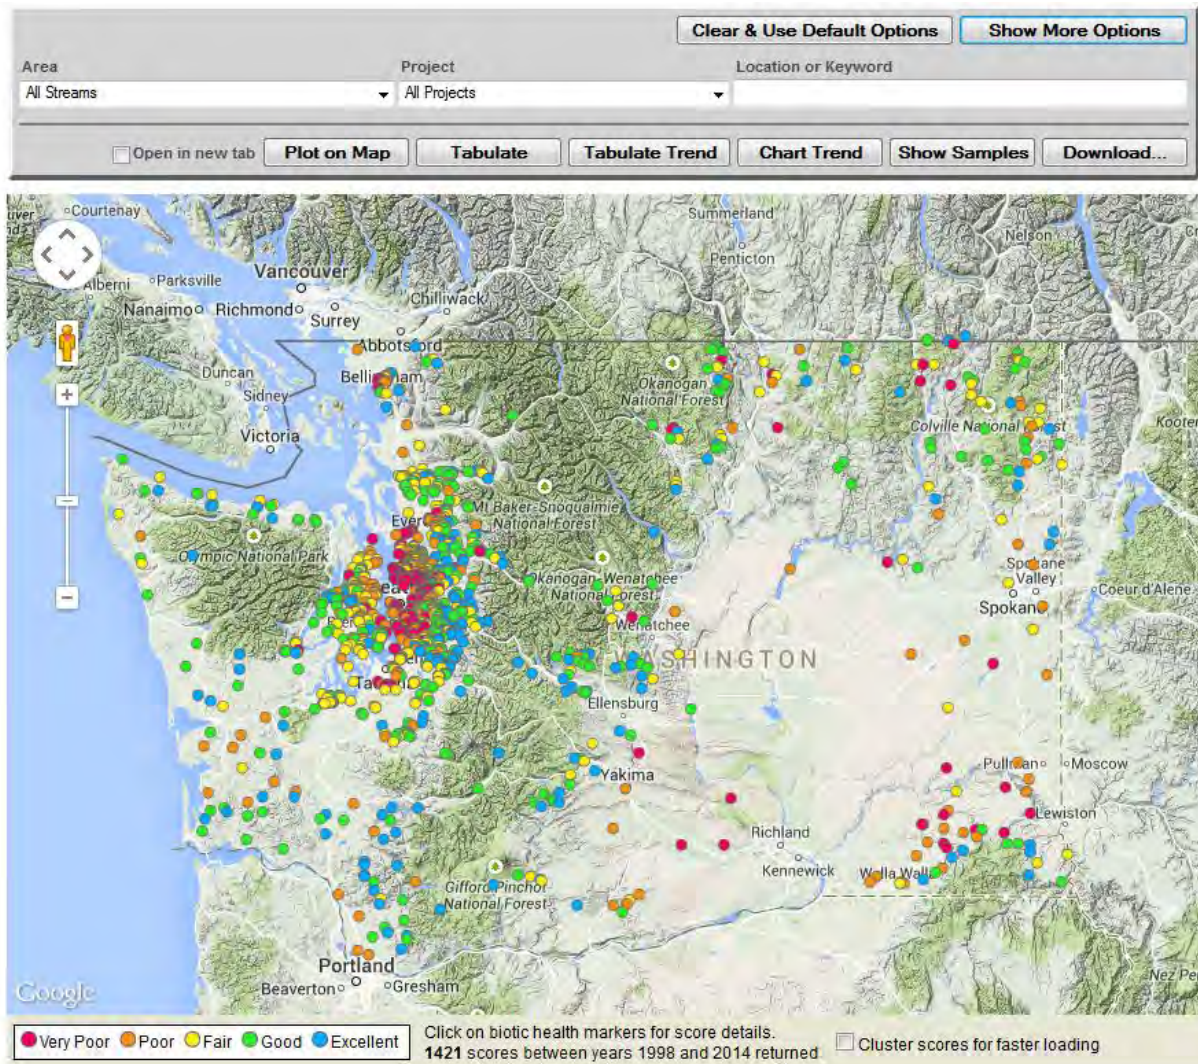 Clear & Use Default Options Show More Options
Area Project Location or Keyword
All Streams All Projects
Open in new tab Plot on Map Tabulate Tabulate Trend Chart Trend Show Samples Download...
Courtenay
Summerland
Nelson
Penticton
Vancouver
Alberni Parksville
Chilliwack
Nanaimo Richmond
Surrey
Abbotsford
Duncan Bellingham
Okanogan
National Forest
Sidney
Victoria
Colville National Forest
Mt Baker-Snoqualmie
National Forest
Olympic National Park
Okanogan-Wenatchee
National Forest
Spokane
Valley
Coeur d'Alene
Spokane
Wenatchee
WASHINGTON
Ellensburg
Yakima
Pullman Moscow
Lewiston
Richland
Kennewick
Walla Walla
Gifford Pinchot
National Forest
Portland
Beaverton Gresham
Google
Very Poor Poor Fair Good Excellent
Click on biotic health markers for score details.
1421 scores between years 1998 and 2014 returned
Cluster scores for faster loading